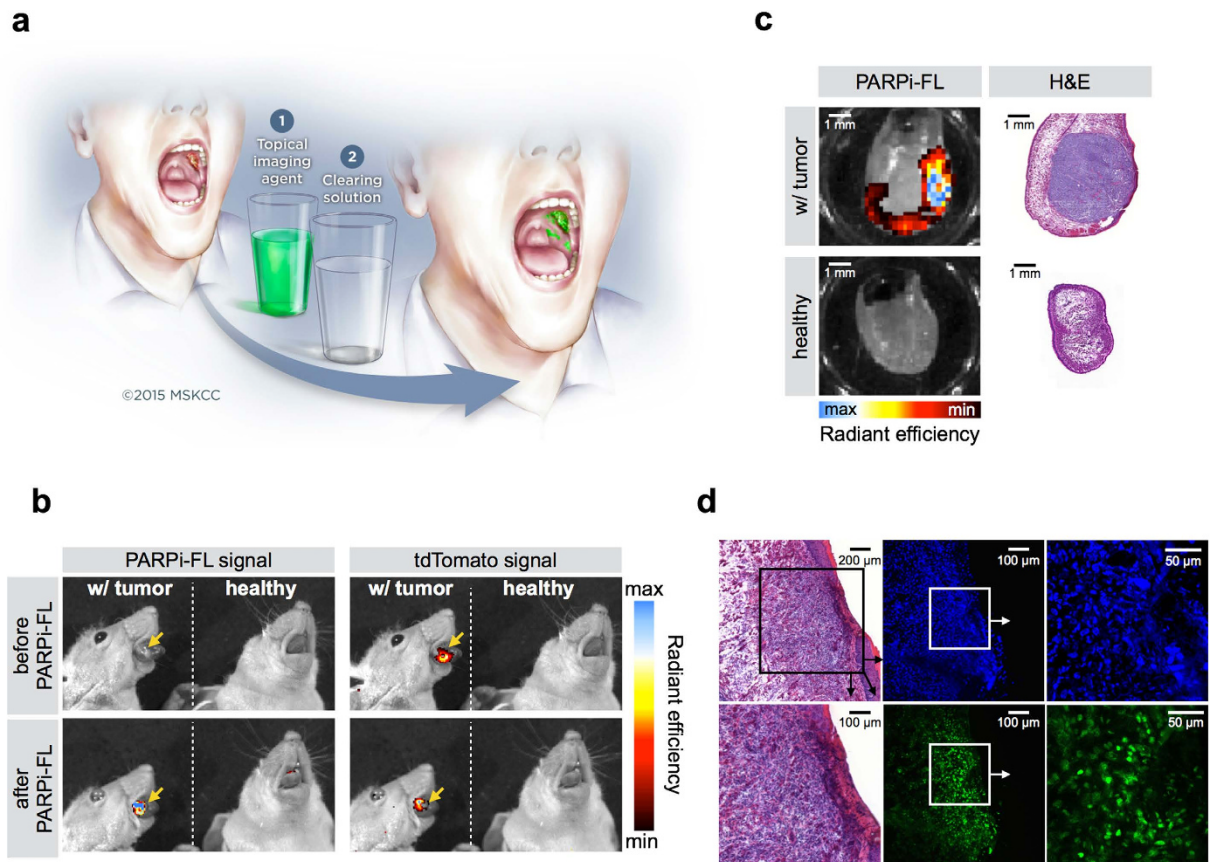 a
1
Topical
imaging
agent
2
Clearing
solution
©2015 MSKCC
b
PARPi-FL signal
tdTomato signal
w/ tumor
healthy
w/ tumor
healthy
before
PARPi-FL
after
PARPi-FL
max
Radiant efficiency
min
c
PARPi-FL
H&E
w/ tumor
1 mm
1 mm
healthy
1 mm
1 mm
max
min
Radiant efficiency
d
200 µm
100 µm
50 µm
100 µm
100 µm
50 µm